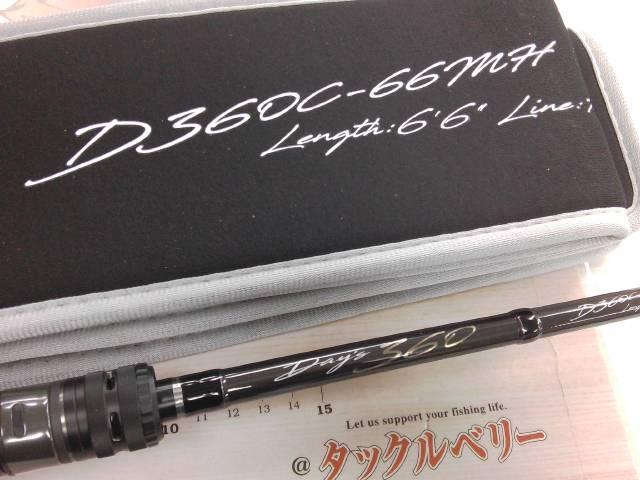 D360C-66MH
Length:6'6" Line:
Day's 360
D360C
10 11 12 13 14 15
Let us support your fishing life.
@タックルベリー